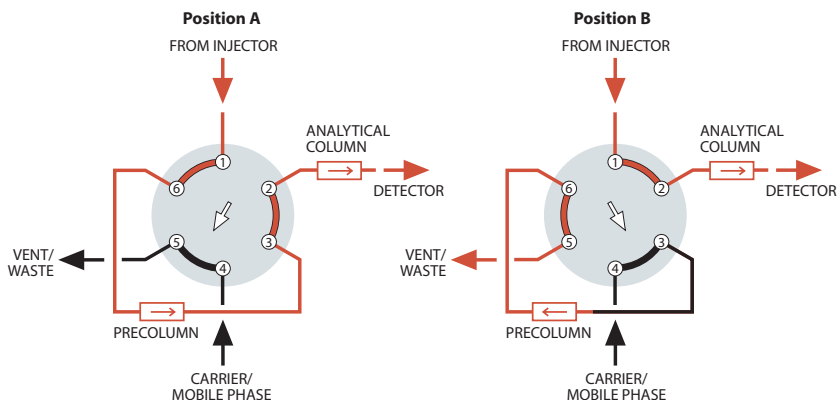 Position A
FROM INJECTOR
ANALYTICAL
COLUMN
DETECTOR
1
2
3
4
5
6
VENT/
WASTE
PRECOLUMN
CARRIER/
MOBILE PHASE
Position B
FROM INJECTOR
ANALYTICAL
COLUMN
DETECTOR
1
2
3
4
5
6
VENT/
WASTE
PRECOLUMN
CARRIER/
MOBILE PHASE